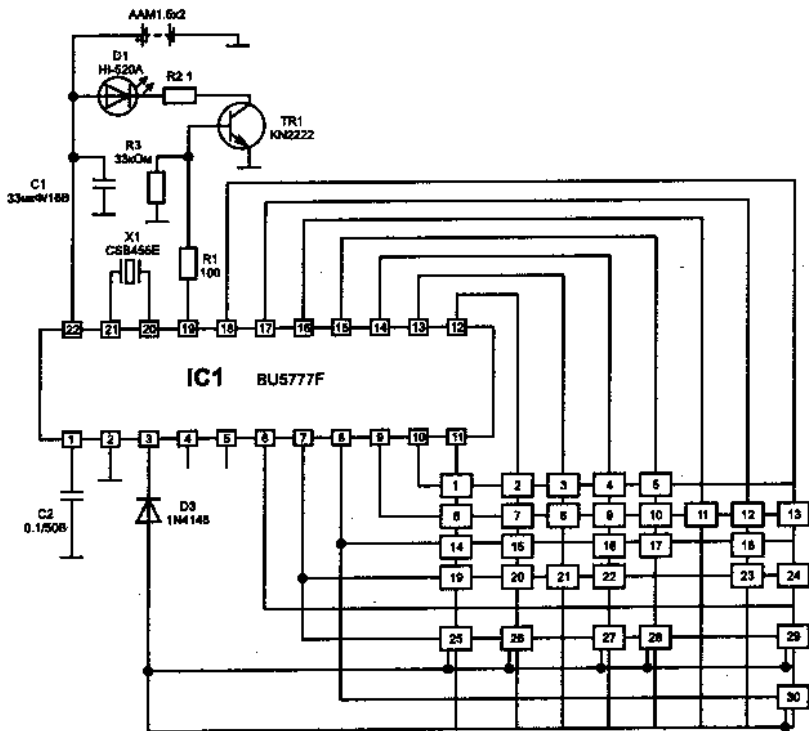 AAM1.5x2
D1
HI-520A
R2 1
TR1
KN2222
R3
33кОм
C1
33мкФ/16В
X1
CSB455E
R1
100
22 21 20 19 18 17 16 15 14 13 12
IC1 BU5777F
1 2 3 4 5 6 7 8 9 10 11
C2
0.1/50В
D3
1N4148
1 2 3 4 5
6 7 8 9 10 11 12 13
14 15 16 17 18
19 20 21 22 23 24
25 26 27 28 29
30